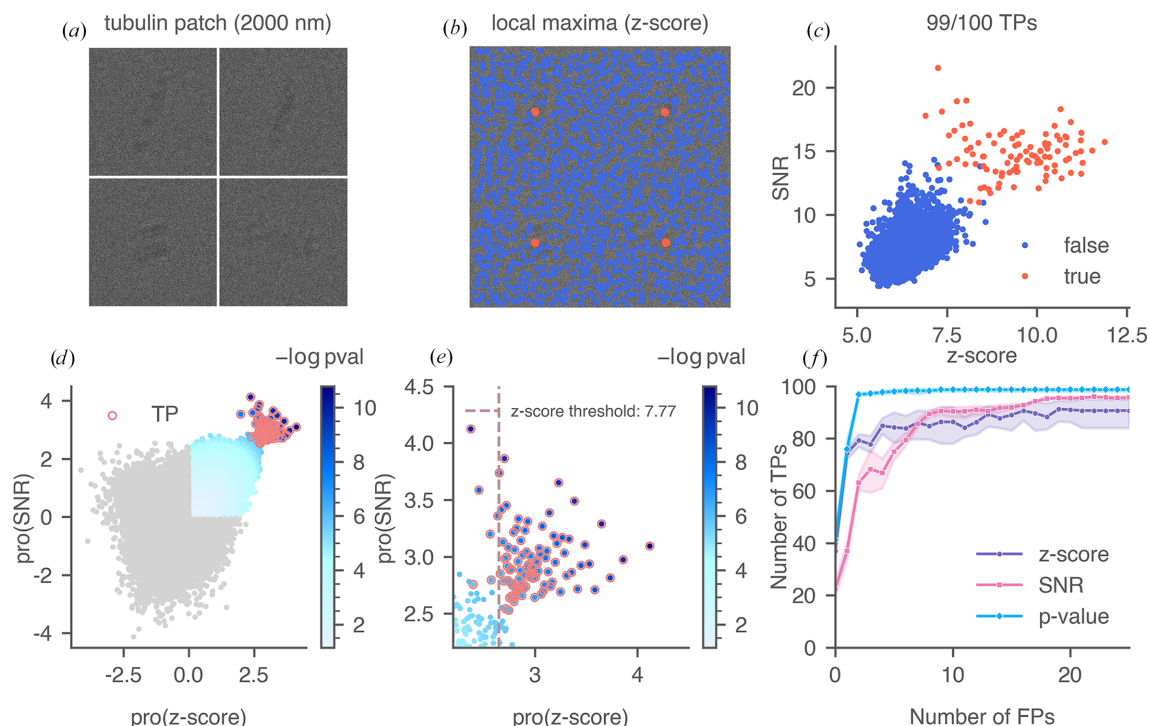 (a) tubulin patch (2000 nm)
(b) local maxima (z-score)
(c) 99/100 TPs
SNR
20
15
10
5
false
true
5.0 7.5 10.0 12.5
z-score
(d) −log pval
TP
pro(SNR)
4
2
0
-2
-4
-2.5 0.0 2.5
pro(z-score)
10
8
6
4
2
(e) −log pval
z-score threshold: 7.77
pro(SNR)
4.5
4.0
3.5
3.0
2.5
3 4
pro(z-score)
10
8
6
4
2
(f)
Number of TPs
100
80
60
40
20
0
z-score
SNR
p-value
0 10 20
Number of FPs